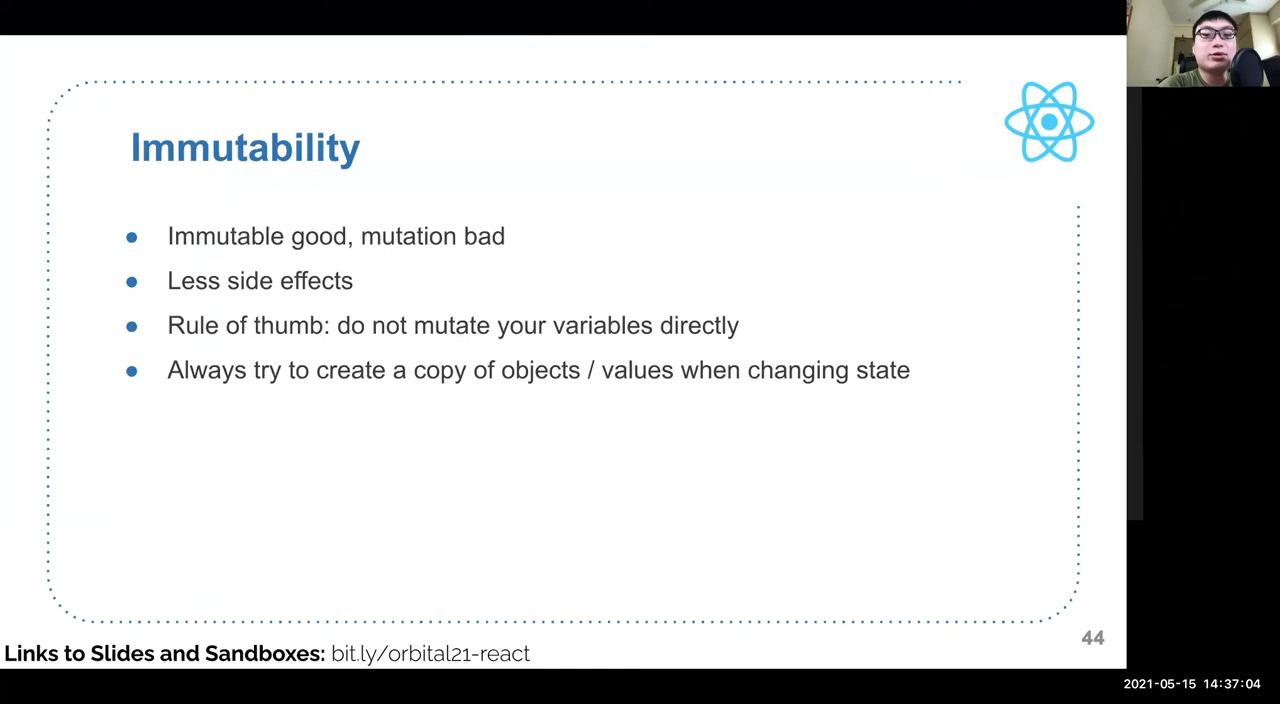 Immutability
● Immutable good, mutation bad
● Less side effects
● Rule of thumb: do not mutate your variables directly
● Always try to create a copy of objects / values when changing state
44
Links to Slides and Sandboxes: bit.ly/orbital21-react
2021-05-15 14:37:04